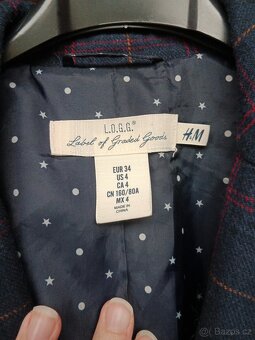 L.O.G.G.
Label of Graded Goods
H&M
EUR 34
US 4
CA 4
CN 160/80A
MX 4
MADE IN
CHINA
Bazos.cz